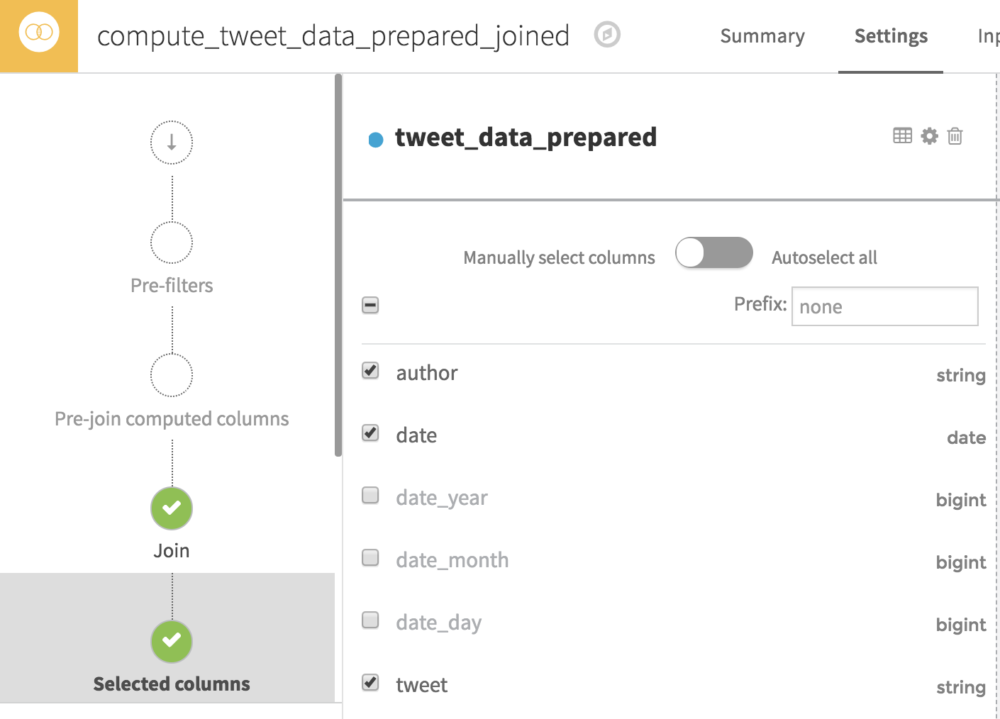 compute_tweet_data_prepared_joined
Summary
Settings
Inp
Pre-filters
Pre-join computed columns
Join
Selected columns
tweet_data_prepared
Manually select columns
Autoselect all
Prefix: none
author string
date date
date_year bigint
date_month bigint
date_day bigint
tweet string